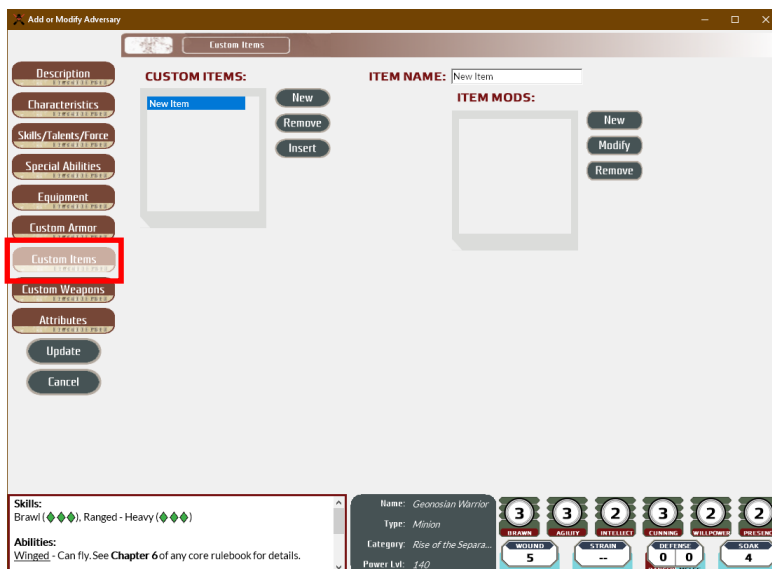 Add or Modify Adversary
Custom Items
Description
Characteristics
Skills/Talents/Force
Special Abilities
Equipment
Custom Armor
Custom Items
Custom Weapons
Attributes
Update
Cancel
CUSTOM ITEMS:
New Item
New
Remove
Insert
ITEM NAME: New Item
ITEM MODS:
New
Modify
Remove
Skills:
Brawl (), Ranged - Heavy ()
Abilities:
Winged - Can fly. See Chapter 6 of any core rulebook for details.
Name: Geonosian Warrior
Type: Minion
Category: Rise of the Separa...
Power Lvl: 140
3 3 2 3 2 2
BRAWN AGILITY INTELLECT CUNNING WILLPOWER PRESENC
WOUND STRAIN DEFENSE SOAK
5 -- 0 0 4